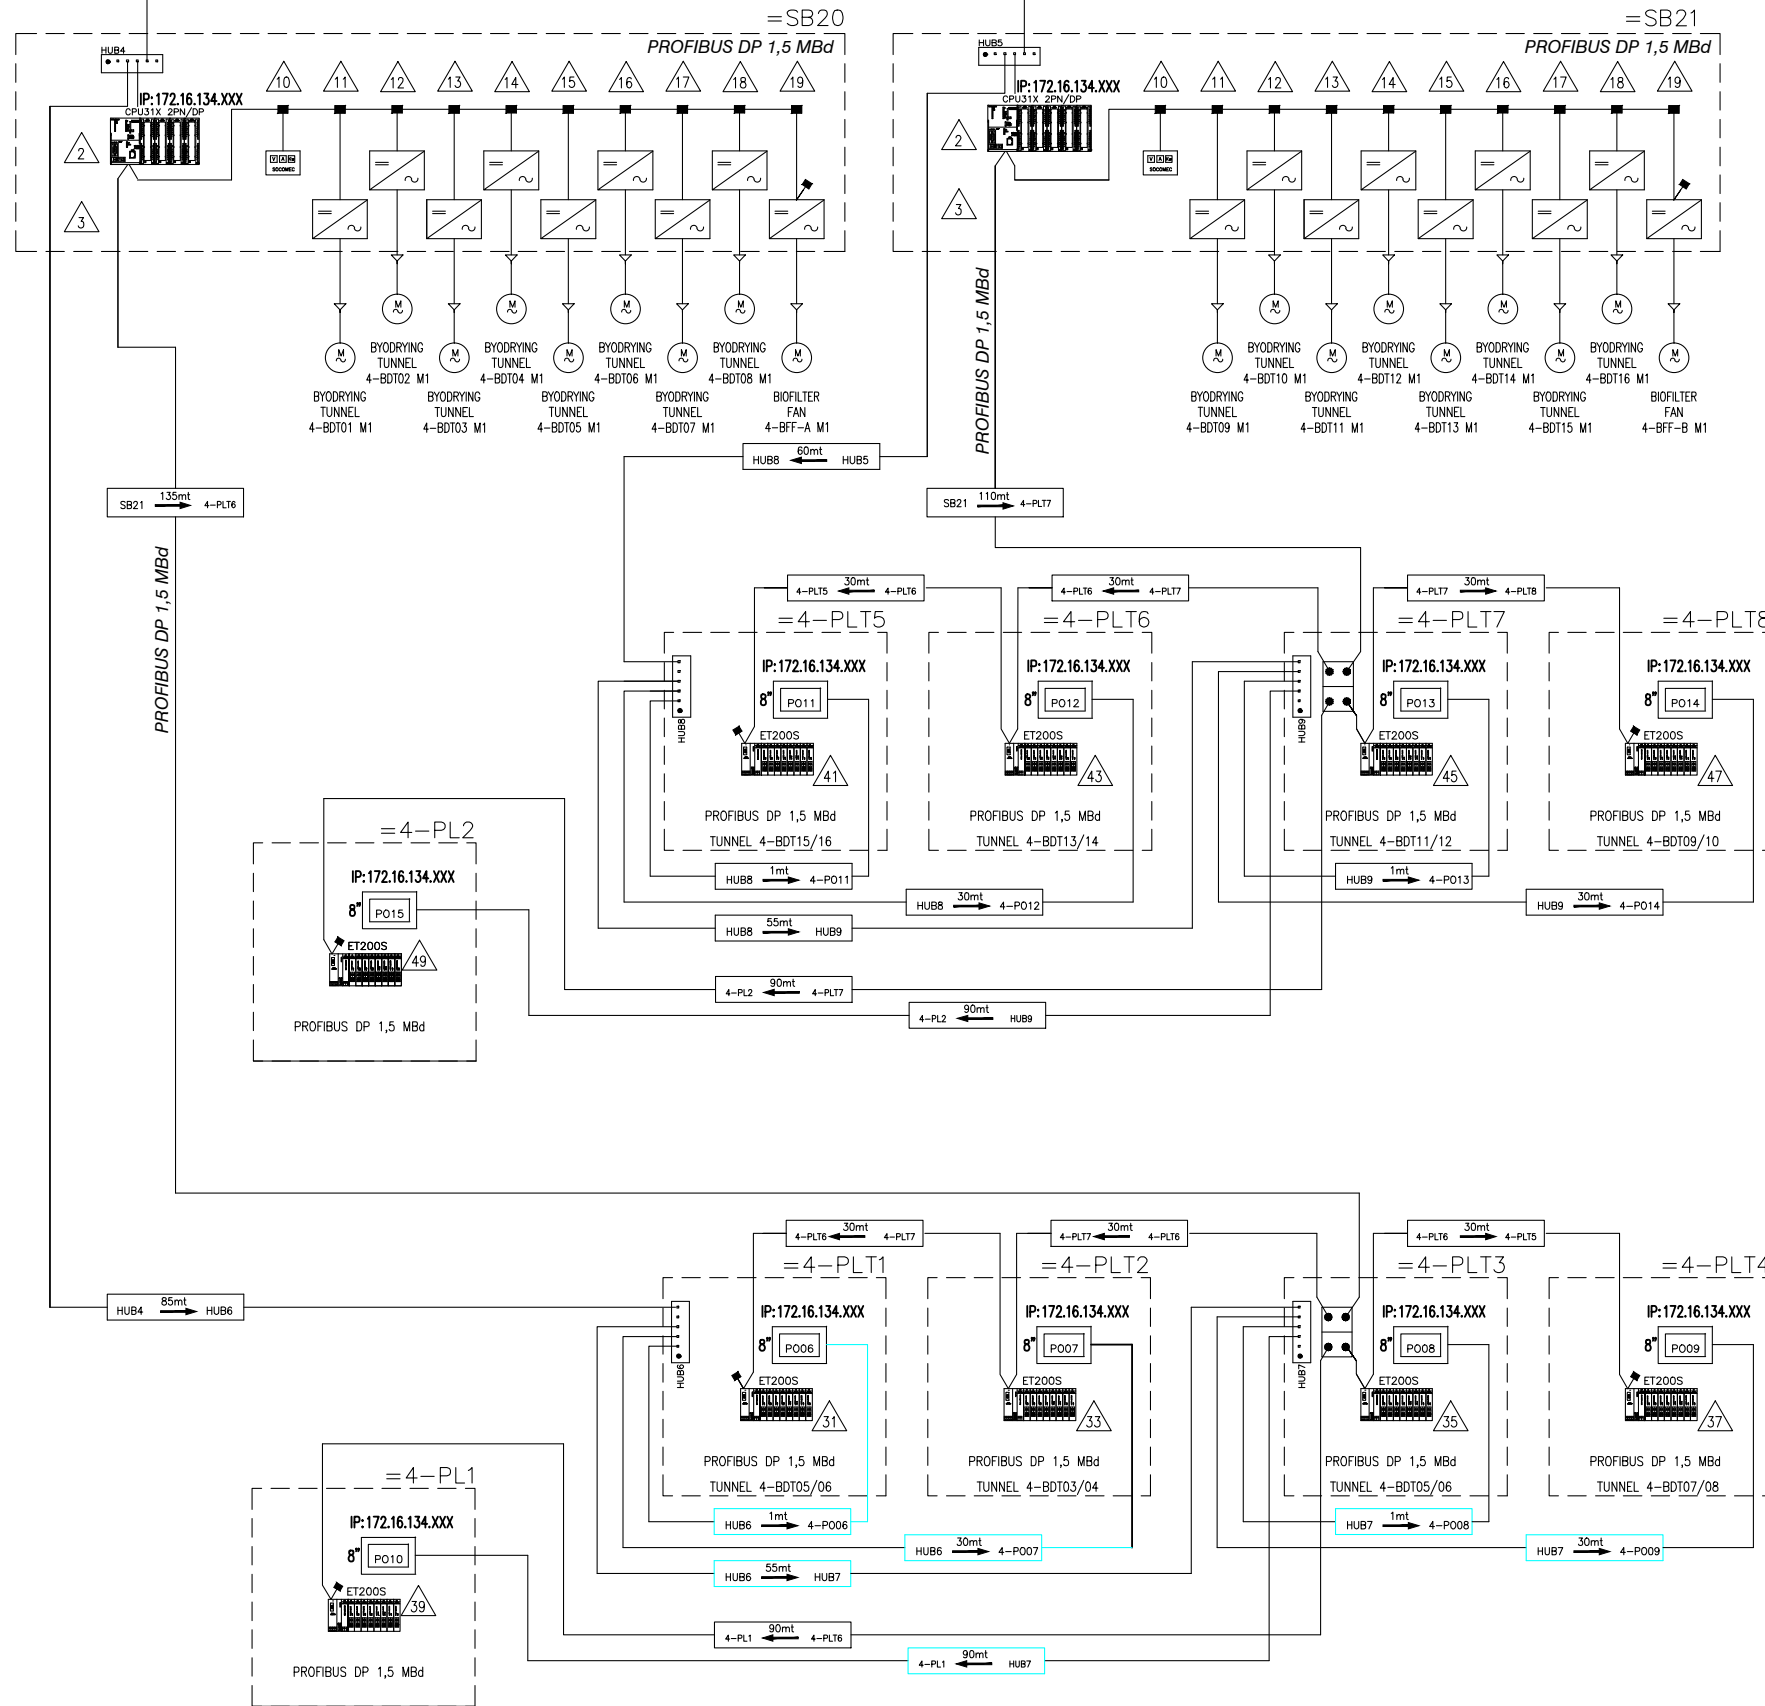 =SB20
PROFIBUS DP 1,5 MBd
HUB4
10 11 12 13 14 15 16 17 18 19
IP:172.16.134.XXX
CPU31X 2PN/DP
2
V A Kw
SOCOMEC
3
M M M M
M M M M M
BYODRYING
TUNNEL
4-BDT02 M1
BYODRYING
TUNNEL
4-BDT04 M1
BYODRYING
TUNNEL
4-BDT06 M1
BYODRYING
TUNNEL
4-BDT08 M1
BYODRYING
TUNNEL
4-BDT01 M1
BYODRYING
TUNNEL
4-BDT03 M1
BYODRYING
TUNNEL
4-BDT05 M1
BYODRYING
TUNNEL
4-BDT07 M1
BIOFILTER
FAN
4-BFF-A M1
=SB21
PROFIBUS DP 1,5 MBd
HUB5
10 11 12 13 14 15 16 17 18 19
IP:172.16.134.XXX
CPU31X 2PN/DP
2
V A Kw
SOCOMEC
3
M M M M
M M M M M
BYODRYING
TUNNEL
4-BDT10 M1
BYODRYING
TUNNEL
4-BDT12 M1
BYODRYING
TUNNEL
4-BDT14 M1
BYODRYING
TUNNEL
4-BDT16 M1
BYODRYING
TUNNEL
4-BDT09 M1
BYODRYING
TUNNEL
4-BDT11 M1
BYODRYING
TUNNEL
4-BDT13 M1
BYODRYING
TUNNEL
4-BDT15 M1
BIOFILTER
FAN
4-BFF-B M1
PROFIBUS DP 1,5 MBd
HUB8 60mt HUB5
SB21 135mt 4-PLT6
SB21 110mt 4-PLT7
PROFIBUS DP 1,5 MBd
4-PLT5 30mt 4-PLT6
4-PLT6 30mt 4-PLT7
4-PLT7 30mt 4-PLT8
=4-PLT5
IP:172.16.134.XXX
8" PO11
HUB8
ET200S
41
PROFIBUS DP 1,5 MBd
TUNNEL 4-BDT15/16
=4-PLT6
IP:172.16.134.XXX
8" PO12
ET200S
43
PROFIBUS DP 1,5 MBd
TUNNEL 4-BDT13/14
=4-PLT7
IP:172.16.134.XXX
8" PO13
HUB9
ET200S
45
PROFIBUS DP 1,5 MBd
TUNNEL 4-BDT11/12
=4-PLT8
IP:172.16.134.XXX
8" PO14
ET200S
47
PROFIBUS DP 1,5 MBd
TUNNEL 4-BDT09/10
HUB8 1mt 4-PO11
HUB9 1mt 4-PO13
HUB8 30mt 4-PO12
HUB9 30mt 4-PO14
HUB8 55mt HUB9
=4-PL2
IP:172.16.134.XXX
8" PO15
ET200S
49
PROFIBUS DP 1,5 MBd
4-PL2 90mt 4-PLT7
4-PL2 90mt HUB9
4-PLT6 30mt 4-PLT7
4-PLT7 30mt 4-PLT6
4-PLT6 30mt 4-PLT5
HUB4 85mt HUB6
=4-PLT1
IP:172.16.134.XXX
8" PO06
HUB6
ET200S
31
PROFIBUS DP 1,5 MBd
TUNNEL 4-BDT05/06
=4-PLT2
IP:172.16.134.XXX
8" PO07
ET200S
33
PROFIBUS DP 1,5 MBd
TUNNEL 4-BDT03/04
=4-PLT3
IP:172.16.134.XXX
8" PO08
HUB7
ET200S
35
PROFIBUS DP 1,5 MBd
TUNNEL 4-BDT05/06
=4-PLT4
IP:172.16.134.XXX
8" PO09
ET200S
37
PROFIBUS DP 1,5 MBd
TUNNEL 4-BDT07/08
HUB6 1mt 4-PO06
HUB7 1mt 4-PO08
HUB6 30mt 4-PO07
HUB7 30mt 4-PO09
HUB6 55mt HUB7
=4-PL1
IP:172.16.134.XXX
8" PO10
ET200S
39
PROFIBUS DP 1,5 MBd
4-PL1 90mt 4-PLT6
4-PL1 90mt HUB7